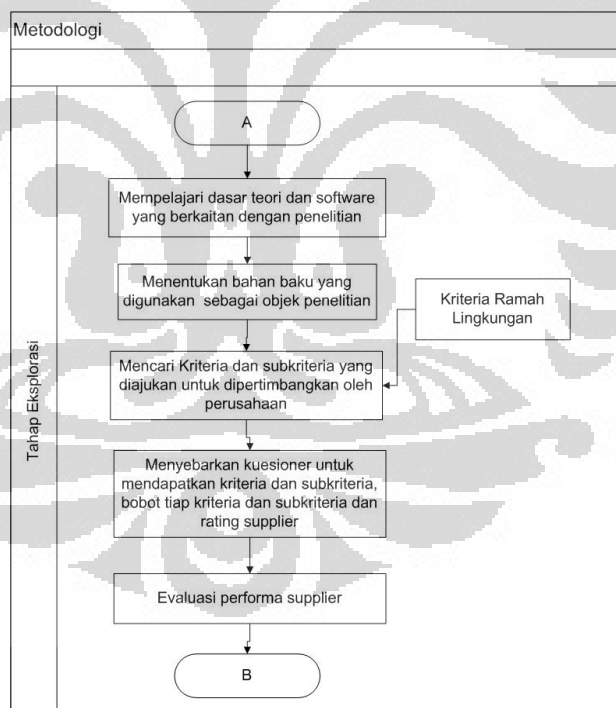 Metodologi
Tahap Eksplorasi
A
Mempelajari dasar teori dan software
yang berkaitan dengan penelitian
Menentukan bahan baku yang
digunakan sebagai objek penelitian
Kriteria Ramah
Lingkungan
Mencari Kriteria dan subkriteria yang
diajukan untuk dipertimbangkan oleh
perusahaan
Menyebarkan kuesioner untuk
mendapatkan kriteria dan subkriteria,
bobot tiap kriteria dan subkriteria dan
rating supplier
Evaluasi performa supplier
B